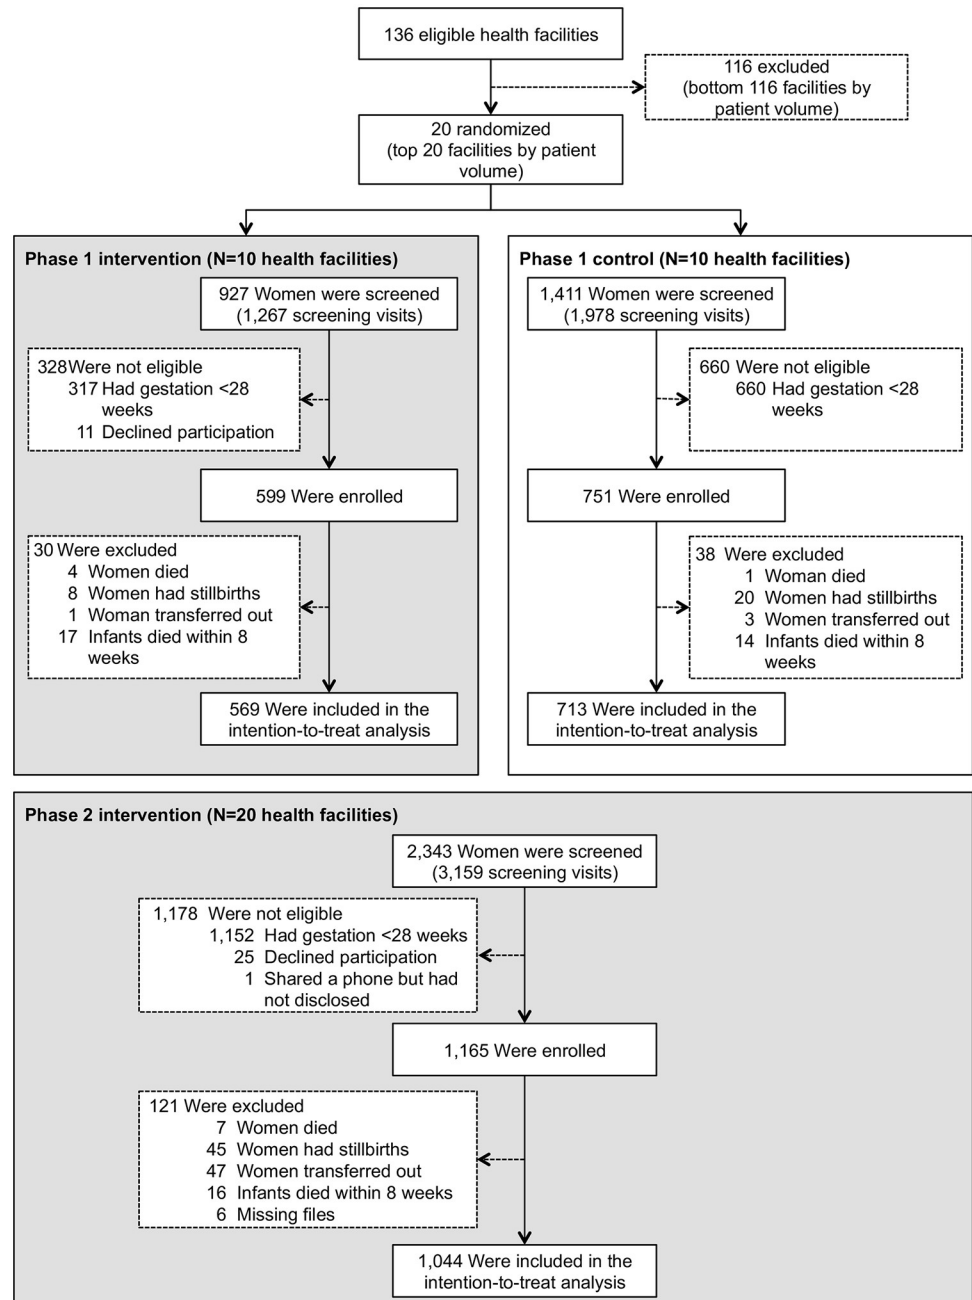 136 eligible health facilities
116 excluded
(bottom 116 facilities by
patient volume)
20 randomized
(top 20 facilities by patient
volume)
Phase 1 intervention (N=10 health facilities)
927 Women were screened
(1,267 screening visits)
328Were not eligible
317 Had gestation <28
weeks
11 Declined participation
599 Were enrolled
30 Were excluded
4 Women died
8 Women had stillbirths
1 Woman transferred out
17 Infants died within 8
weeks
569 Were included in the
intention-to-treat analysis
Phase 1 control (N=10 health facilities)
1,411 Women were screened
(1,978 screening visits)
660 Were not eligible
660 Had gestation <28
weeks
751 Were enrolled
38 Were excluded
1 Woman died
20 Women had stillbirths
3 Women transferred out
14 Infants died within 8
weeks
713 Were included in the
intention-to-treat analysis
Phase 2 intervention (N=20 health facilities)
2,343 Women were screened
(3,159 screening visits)
1,178 Were not eligible
1,152 Had gestation <28 weeks
25 Declined participation
1 Shared a phone but had
not disclosed
1,165 Were enrolled
121 Were excluded
7 Women died
45 Women had stillbirths
47 Women transferred out
16 Infants died within 8 weeks
6 Missing files
1,044 Were included in the
intention-to-treat analysis